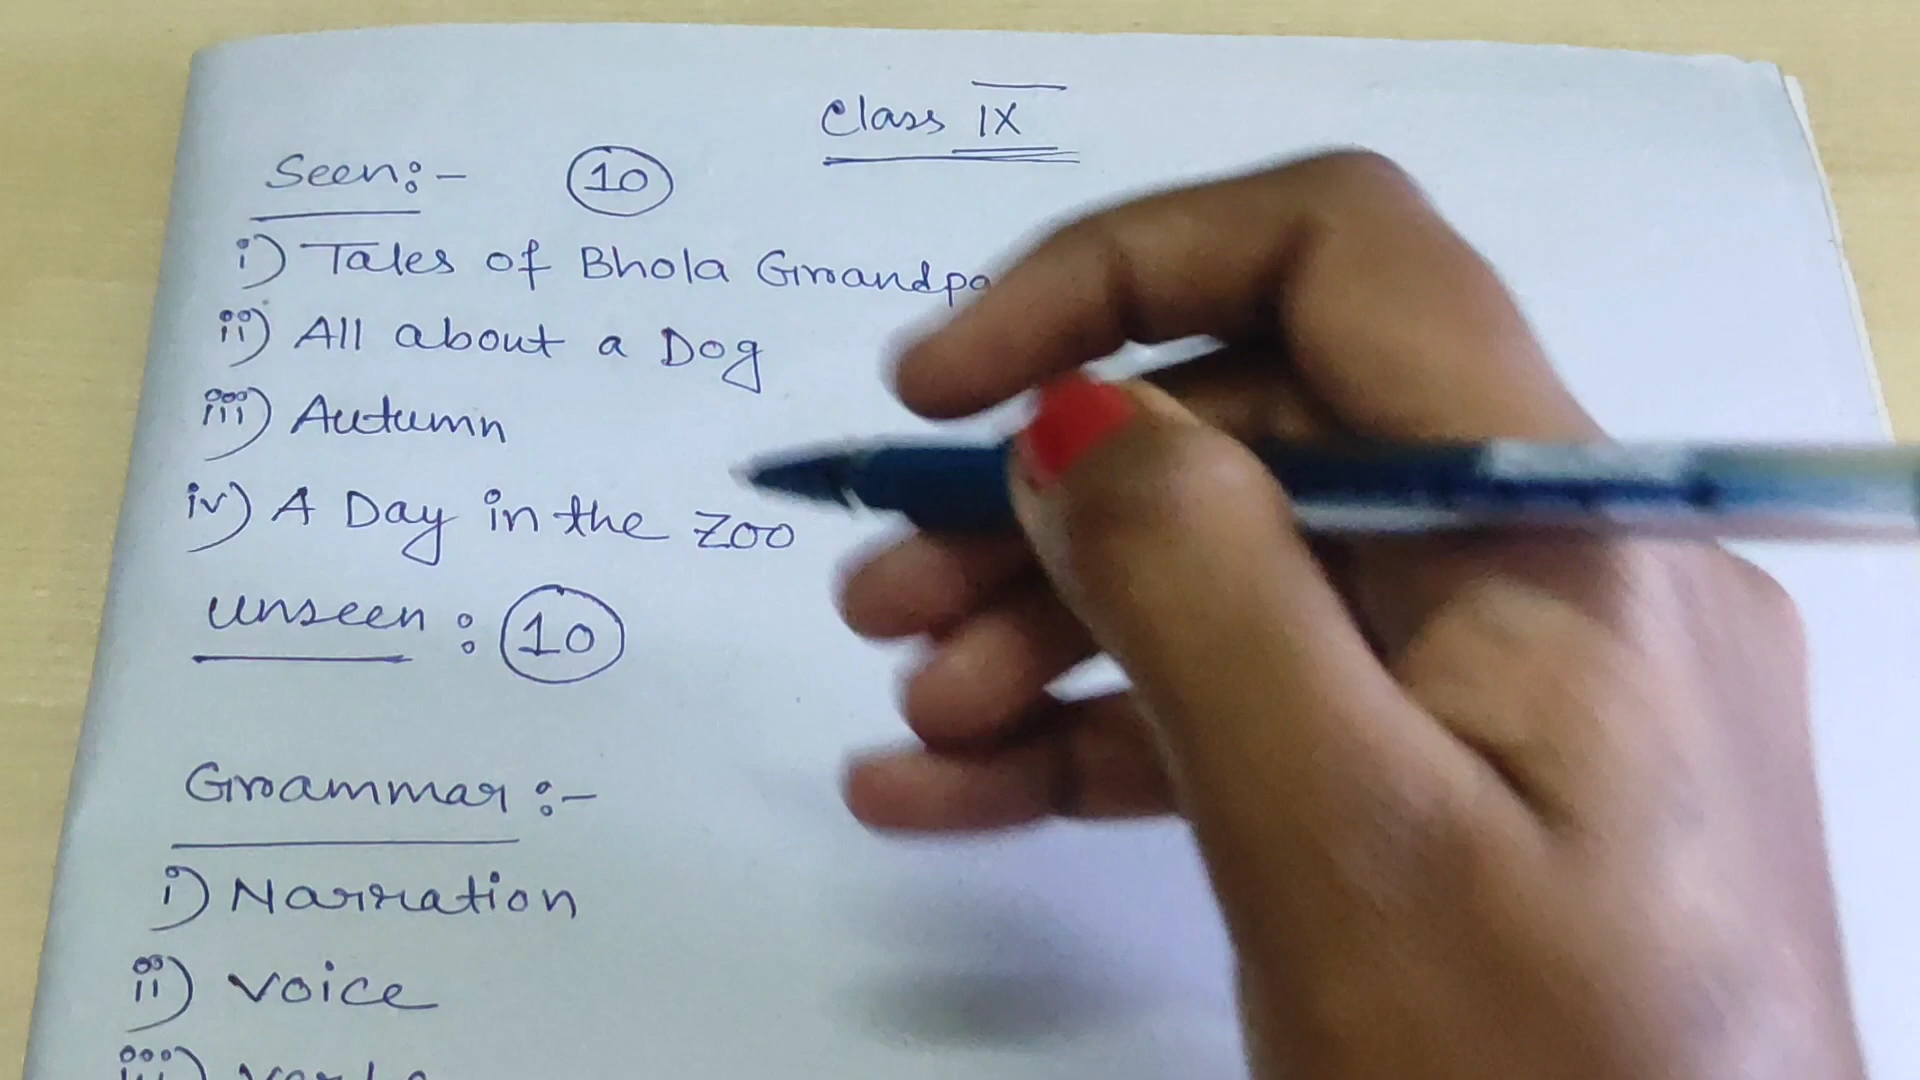 Class IX
Seen:- 10
i) Tales of Bhola Grandpa
ii) All about a Dog
iii) Autumn
iv) A Day in the Zoo
Unseen : 10
Grammar :-
i) Narration
ii) Voice
iii)